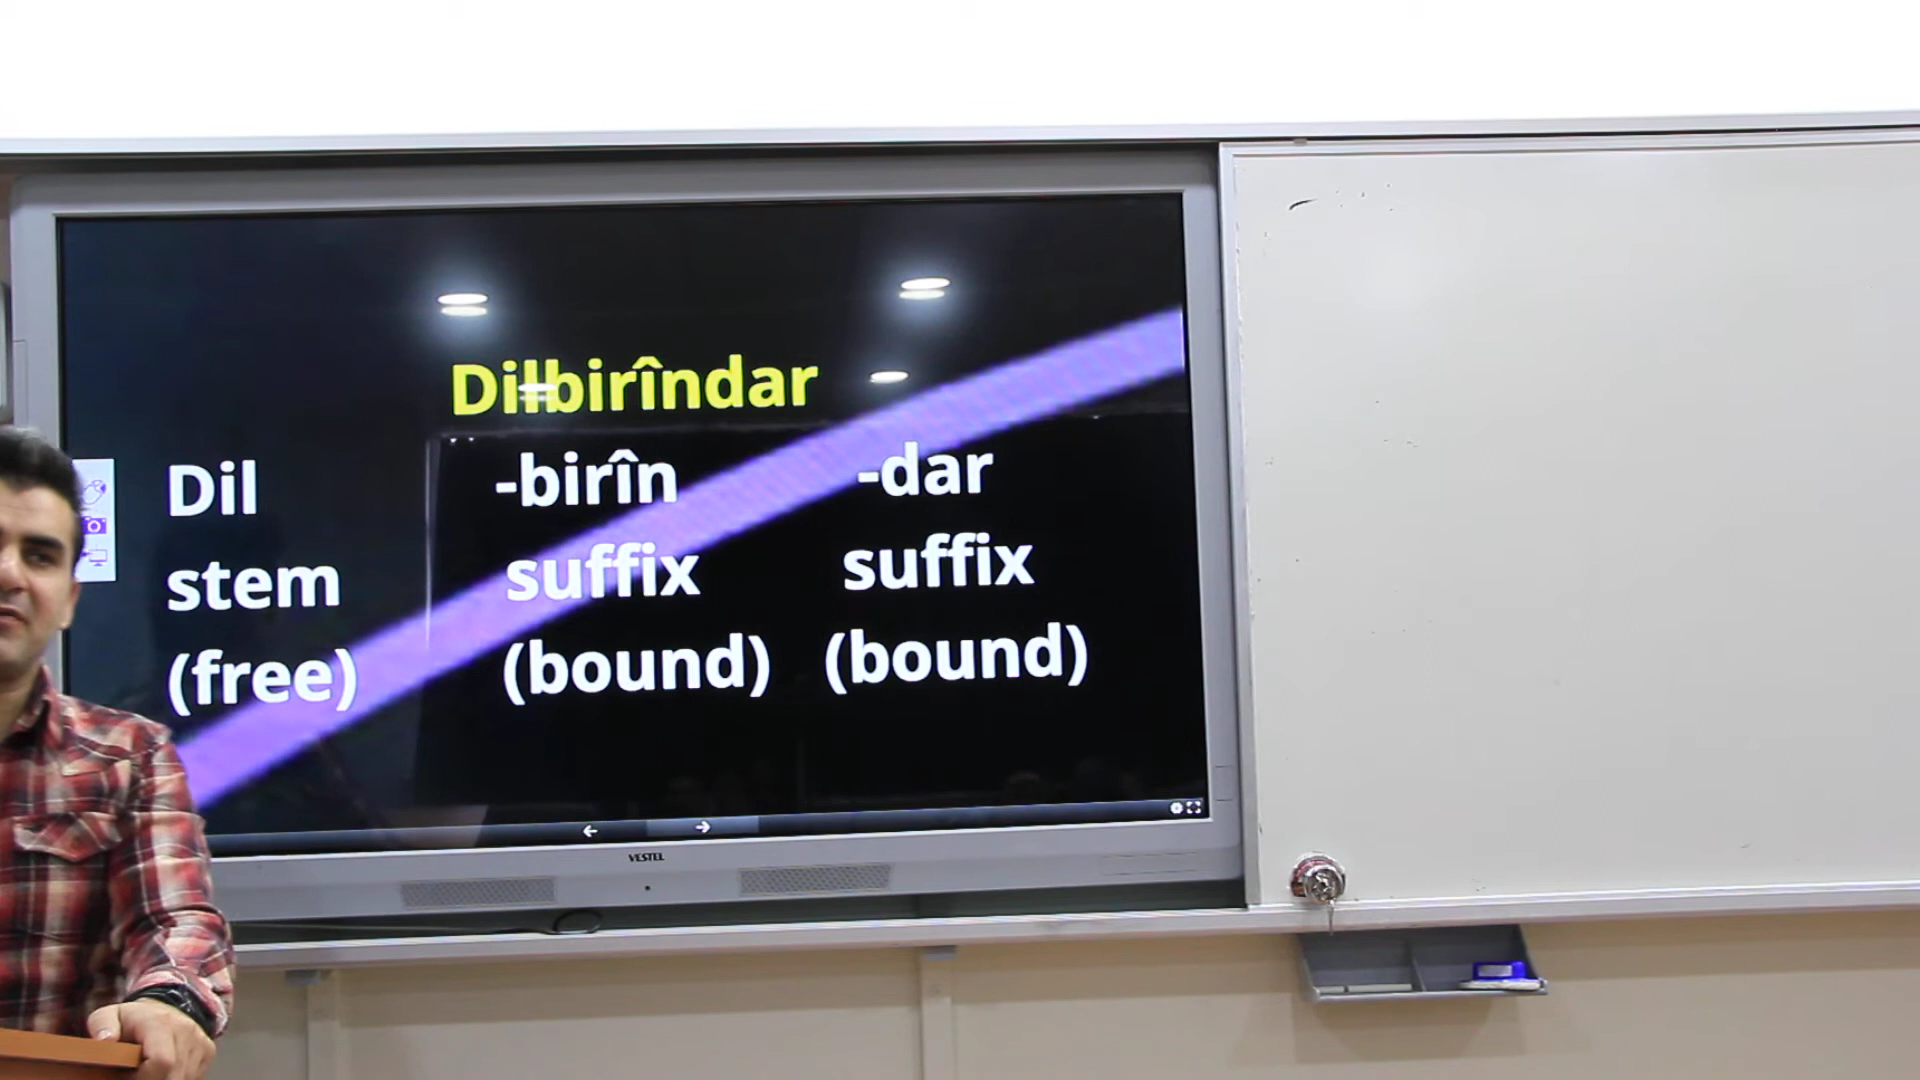 Dilbirîndar
Dil -birîn -dar
stem suffix suffix
(free) (bound) (bound)
VESTEL